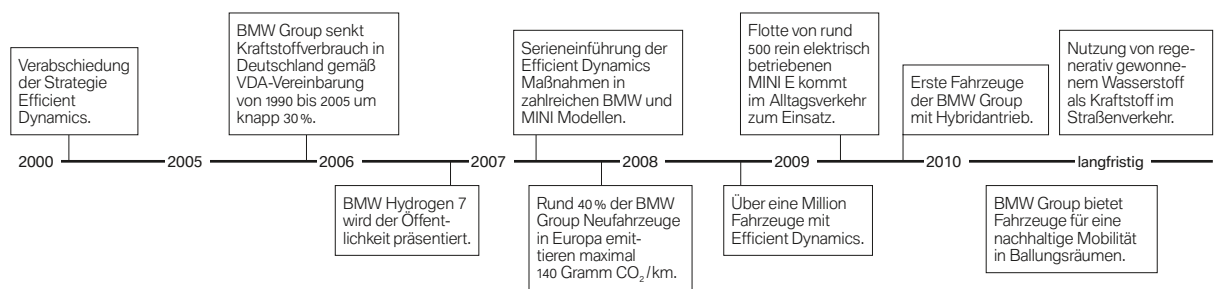 Verabschiedung
der Strategie
Efficient
Dynamics.
BMW Group senkt
Kraftstoffverbrauch in
Deutschland gemäß
VDA-Vereinbarung
von 1990 bis 2005 um
knapp 30 %.
Serieneinführung der
Efficient Dynamics
Maßnahmen in
zahlreichen BMW und
MINI Modellen.
Flotte von rund
500 rein elektrisch
betriebenen
MINI E kommt
im Alltagsverkehr
zum Einsatz.
Erste Fahrzeuge
der BMW Group
mit Hybridantrieb.
Nutzung von rege-
nerativ gewonne-
nem Wasserstoff
als Kraftstoff im
Straßenverkehr.
2000 2005 2006 2007 2008 2009 2010 langfristig
BMW Hydrogen 7
wird der Öffent-
lichkeit präsentiert.
Rund 40 % der BMW
Group Neufahrzeuge
in Europa emit-
tieren maximal
140 Gramm CO₂/km.
Über eine Million
Fahrzeuge mit
Efficient Dynamics.
BMW Group bietet
Fahrzeuge für eine
nachhaltige Mobilität
in Ballungsräumen.